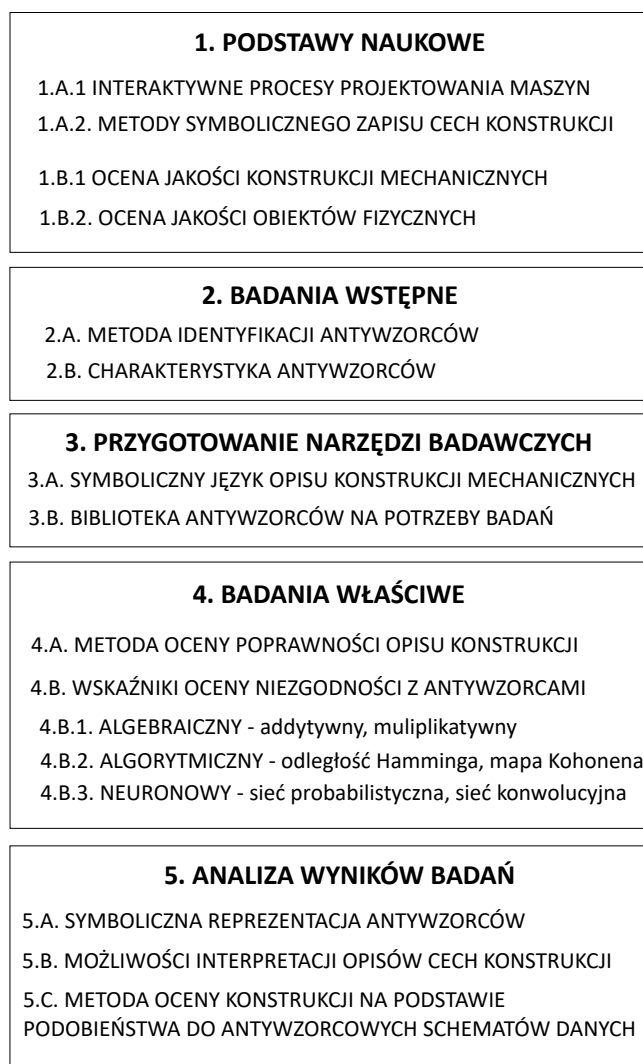 1. PODSTAWY NAUKOWE
1.A.1 INTERAKTYWNE PROCESY PROJEKTOWANIA MASZYN
1.A.2. METODY SYMBOLICZNEGO ZAPISU CECH KONSTRUKCJI
1.B.1 OCENA JAKOŚCI KONSTRUKCJI MECHANICZNYCH
1.B.2. OCENA JAKOŚCI OBIEKTÓW FIZYCZNYCH
2. BADANIA WSTĘPNE
2.A. METODA IDENTYFIKACJI ANTYWZORCÓW
2.B. CHARAKTERYSTYKA ANTYWZORCÓW
3. PRZYGOTOWANIE NARZĘDZI BADAWCZYCH
3.A. SYMBOLICZNY JĘZYK OPISU KONSTRUKCJI MECHANICZNYCH
3.B. BIBLIOTEKA ANTYWZORCÓW NA POTRZEBY BADAŃ
4. BADANIA WŁAŚCIWE
4.A. METODA OCENY POPRAWNOŚCI OPISU KONSTRUKCJI
4.B. WSKAŹNIKI OCENY NIEZGODNOŚCI Z ANTYWZORCAMI
4.B.1. ALGEBRAICZNY - addytywny, muliplikatywny
4.B.2. ALGORYTMICZNY - odległość Hamminga, mapa Kohonena
4.B.3. NEURONOWY - sieć probabilistyczna, sieć konwolucyjna
5. ANALIZA WYNIKÓW BADAŃ
5.A. SYMBOLICZNA REPREZENTACJA ANTYWZORCÓW
5.B. MOŻLIWOŚCI INTERPRETACJI OPISÓW CECH KONSTRUKCJI
5.C. METODA OCENY KONSTRUKCJI NA PODSTAWIE
PODOBIEŃSTWA DO ANTYWZORCOWYCH SCHEMATÓW DANYCH